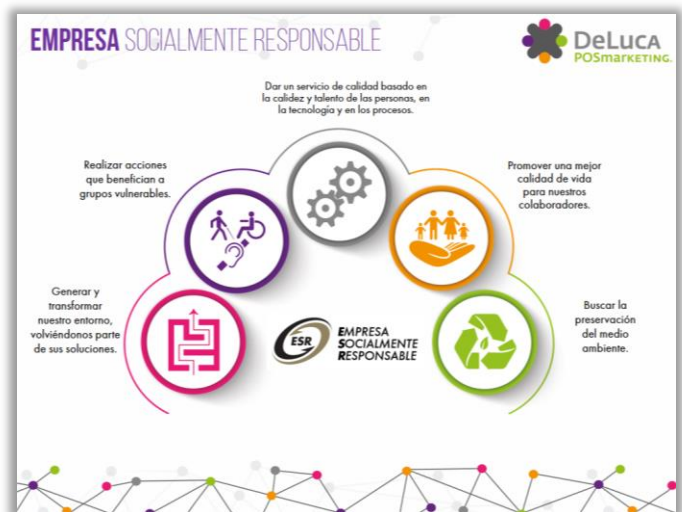 EMPRESA SOCIALMENTE RESPONSABLE
DeLuca
POSmarketing.
Dar un servicio de calidad basado en
la calidez y talento de las personas, en
la tecnología y en los procesos.
Realizar acciones
que benefician a
grupos vulnerables.
Promover una mejor
calidad de vida
para nuestros
colaboradores.
Generar y
transformar
nuestro entorno,
volviéndonos parte
de sus soluciones.
ESR
EMPRESA
SOCIALMENTE
RESPONSABLE
Buscar la
preservación
del medio
ambiente.